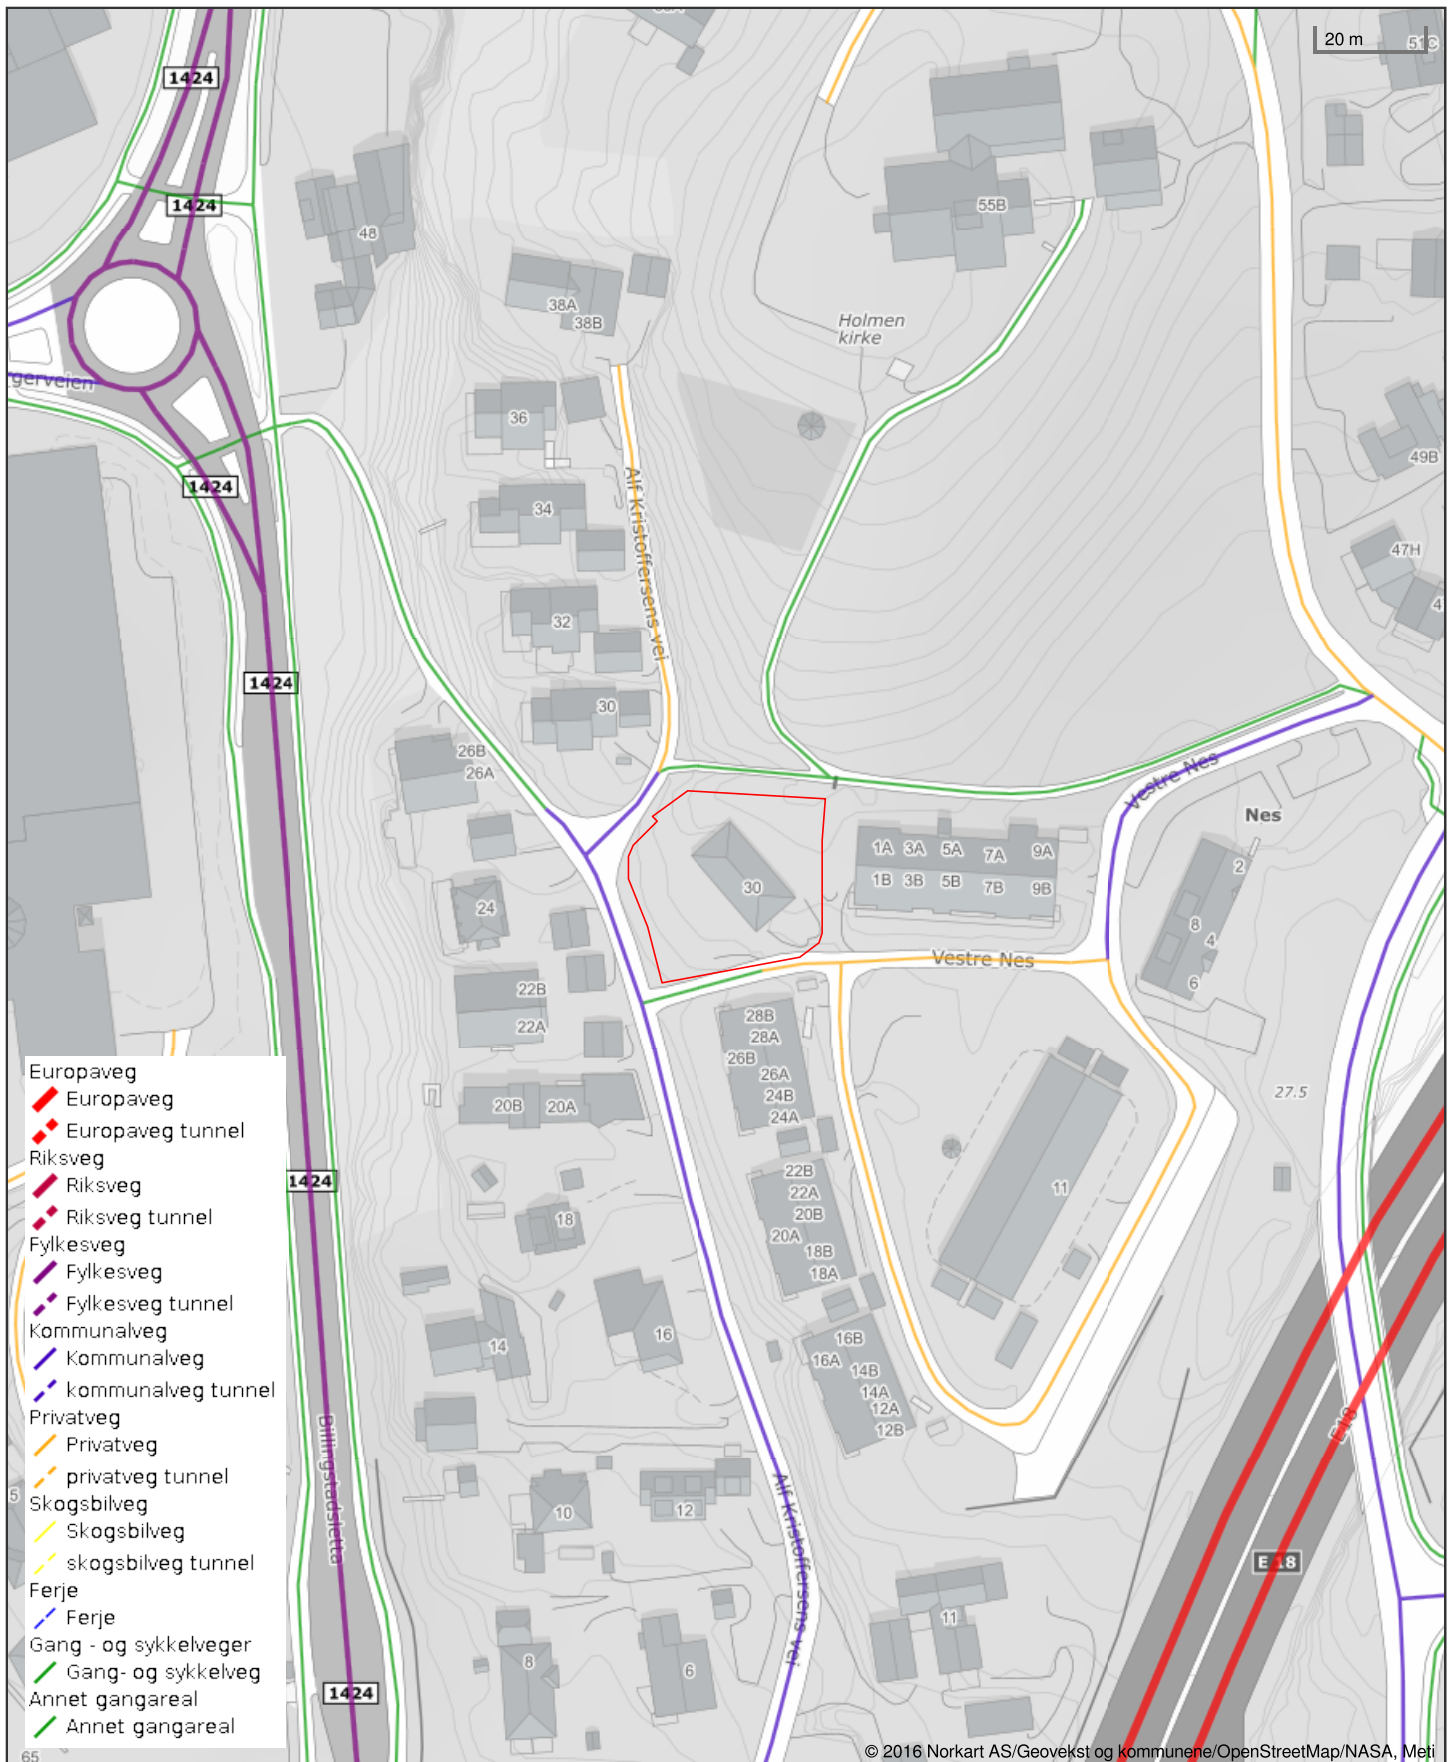 20 m
51C
1424
1424
48
55B
38A
38B
Holmen
kirke
gerveien
36
49B
1424
34
Alf Kristoffersens vei
47H
32
1424
30
26B
26A
Vestre Nes
Nes
1A 3A 5A 7A 9A
1B 3B 5B 7B 9B
30
2
24
8
4
6
Vestre Nes
22B
22A
28B
28A
26B
26A
24B
24A
20B 20A
27.5
22B
22A
20B
20A
18B
18A
11
18
1424
14
16
16B
16A
14B
14A
12A
12B
E18
Billingstadsletta
Alf Kristoffersens vei
10
12
E 18
11
8
6
1424
5
65
Europaveg
Europaveg
Europaveg tunnel
Riksveg
Riksveg
Riksveg tunnel
Fylkesveg
Fylkesveg
Fylkesveg tunnel
Kommunalveg
Kommunalveg
kommunalveg tunnel
Privatveg
Privatveg
privatveg tunnel
Skogsbilveg
Skogsbilveg
skogsbilveg tunnel
Ferje
Ferje
Gang - og sykkelveger
Gang- og sykkelveg
Annet gangareal
Annet gangareal
© 2016 Norkart AS/Geovekst og kommunene/OpenStreetMap/NASA, Meti